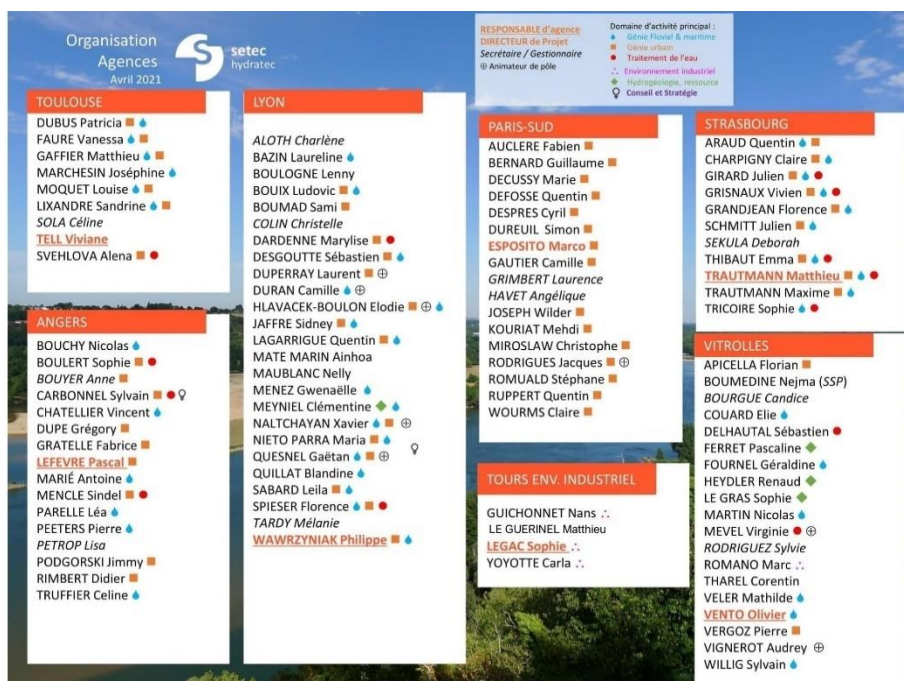 Organisation
Agences
Avril 2021
setec
hydratec
RESPONSABLE d'agence
DIRECTEUR de Projet
Secrétaire / Gestionnaire
Animateur de pôle
Domaine d'activité principal :
Génie Fluvial & maritime
Génie urbain
Traitement de l'eau
Environnement industriel
Hydrogéologie, ressource
Conseil et Stratégie
TOULOUSE
DUBUS Patricia
FAURE Vanessa
GAFFIER Matthieu
MARCHESIN Joséphine
MOQUET Louise
LIXANDRE Sandrine
SOLA Céline
TELL Viviane
SVEHLOVA Alena
ANGERS
BOUCHY Nicolas
BOULERT Sophie
BOUYER Anne
CARBONNEL Sylvain
CHATELLIER Vincent
DUPE Grégory
GRATELLE Fabrice
LEFEVRE Pascal
MARIÉ Antoine
MENCLE Sindel
PARELLE Léa
PEETERS Pierre
PETROP Lisa
PODGORSKI Jimmy
RIMBERT Didier
TRUFFIER Celine
LYON
ALOTH Charlène
BAZIN Laureline
BOULOGNE Lenny
BOUIX Ludovic
BOUMAD Sami
COLIN Christelle
DARDENNE Marylise
DESGOUTTE Sébastien
DUPERRAY Laurent
DURAN Camille
HLAVACEK-BOULON Elodie
JAFFRE Sidney
LAGARRIGUE Quentin
MATE MARIN Ainhoa
MAUBLANC Nelly
MENEZ Gwenaëlle
MEYNIEL Clémentine
NALTCHAYAN Xavier
NIETO PARRA Maria
QUESNEL Gaëtan
QUILLAT Blandine
SABARD Leila
SPIESER Florence
TARDY Mélanie
WAWRZYNIAK Philippe
PARIS-SUD
AUCLERE Fabien
BERNARD Guillaume
DECUSSY Marie
DEFOSSE Quentin
DESPRES Cyril
DUREUIL Simon
ESPOSITO Marco
GAUTIER Camille
GRIMBERT Laurence
HAVET Angélique
JOSEPH Wilder
KOURIAT Mehdi
MIROSLAW Christophe
RODRIGUES Jacques
ROMUALD Stéphane
RUPPERT Quentin
WOURMS Claire
TOURS ENV. INDUSTRIEL
GUICHONNET Nans
LE GUERINEL Matthieu
LEGAC Sophie
YOYOTTE Carla
STRASBOURG
ARAUD Quentin
CHARPIGNY Claire
GIRARD Julien
GRISNAUX Vivien
GRANDJEAN Florence
SCHMITT Julien
SEKULA Deborah
THIBAUT Emma
TRAUTMANN Matthieu
TRAUTMANN Maxime
TRICOIRE Sophie
VITROLLES
APICELLA Florian
BOUMEDINE Nejma (SSP)
BOURGUE Candice
COUARD Elie
DELHAUTAL Sébastien
FERRET Pascaline
FOURNEL Géraldine
HEYDLER Renaud
LE GRAS Sophie
MARTIN Nicolas
MEVEL Virginie
RODRIGUEZ Sylvie
ROMANO Marc
THAREL Corentin
VELER Mathilde
VENTO Olivier
VERGOZ Pierre
VIGNEROT Audrey
WILLIG Sylvain